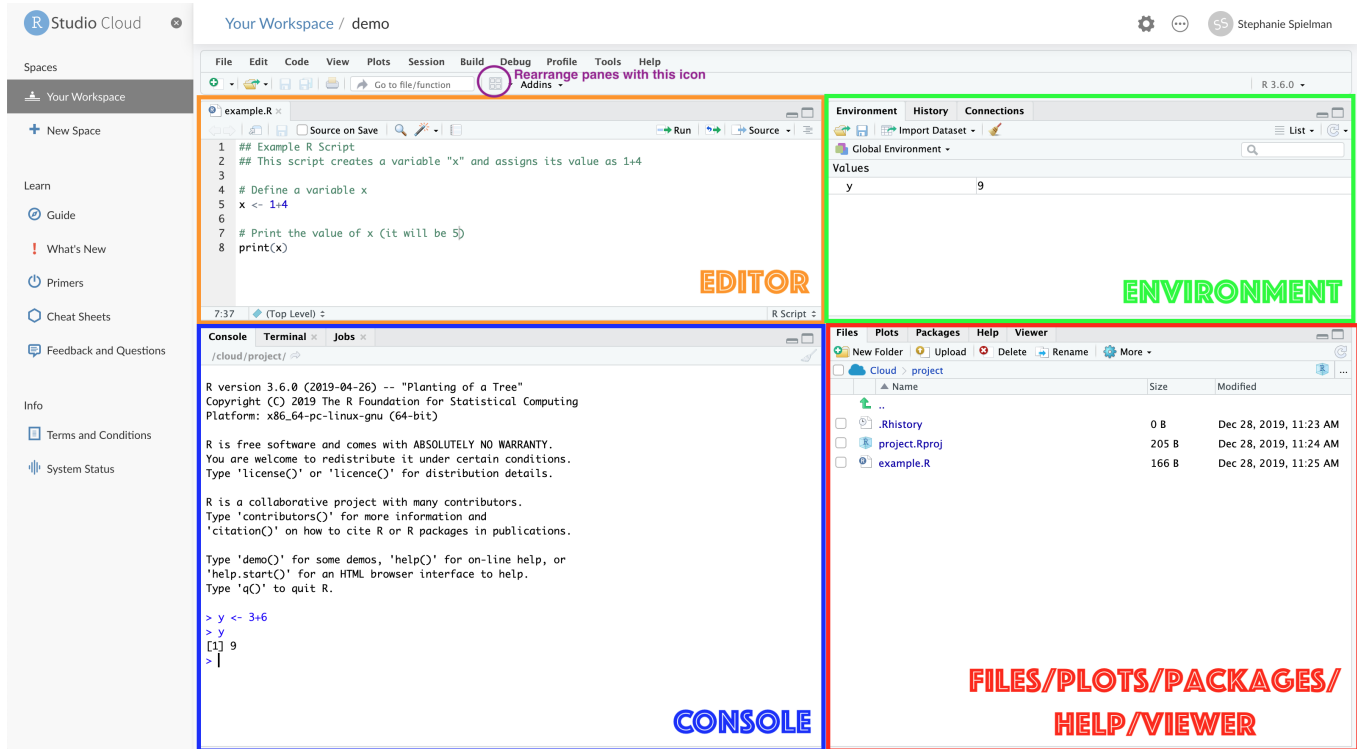 R Studio Cloud
Your Workspace / demo
SS Stephanie Spielman
Spaces
Your Workspace
New Space
Learn
Guide
What's New
Primers
Cheat Sheets
Feedback and Questions
Info
Terms and Conditions
System Status
File Edit Code View Plots Session Build Debug Profile Tools Help
Rearrange panes with this icon
Go to file/function Addins R 3.6.0
example.R
Source on Save Run Source
1 ## Example R Script
2 ## This script creates a variable "x" and assigns its value as 1+4
3
4 # Define a variable x
5 x <- 1+4
6
7 # Print the value of x (it will be 5)
8 print(x)
EDITOR
7:37 (Top Level) R Script
Console Terminal Jobs
/cloud/project/
R version 3.6.0 (2019-04-26) -- "Planting of a Tree"
Copyright (C) 2019 The R Foundation for Statistical Computing
Platform: x86_64-pc-linux-gnu (64-bit)
R is free software and comes with ABSOLUTELY NO WARRANTY.
You are welcome to redistribute it under certain conditions.
Type 'license()' or 'licence()' for distribution details.
R is a collaborative project with many contributors.
Type 'contributors()' for more information and
'citation()' on how to cite R or R packages in publications.
Type 'demo()' for some demos, 'help()' for on-line help, or
'help.start()' for an HTML browser interface to help.
Type 'q()' to quit R.
> y <- 3+6
> y
[1] 9
>
CONSOLE
Environment History Connections
Import Dataset List
Global Environment
Values
y 9
ENVIRONMENT
Files Plots Packages Help Viewer
New Folder Upload Delete Rename More
Cloud > project R ...
Name Size Modified
..
.Rhistory 0 B Dec 28, 2019, 11:23 AM
project.Rproj 205 B Dec 28, 2019, 11:24 AM
example.R 166 B Dec 28, 2019, 11:25 AM
FILES/PLOTS/PACKAGES/
HELP/VIEWER